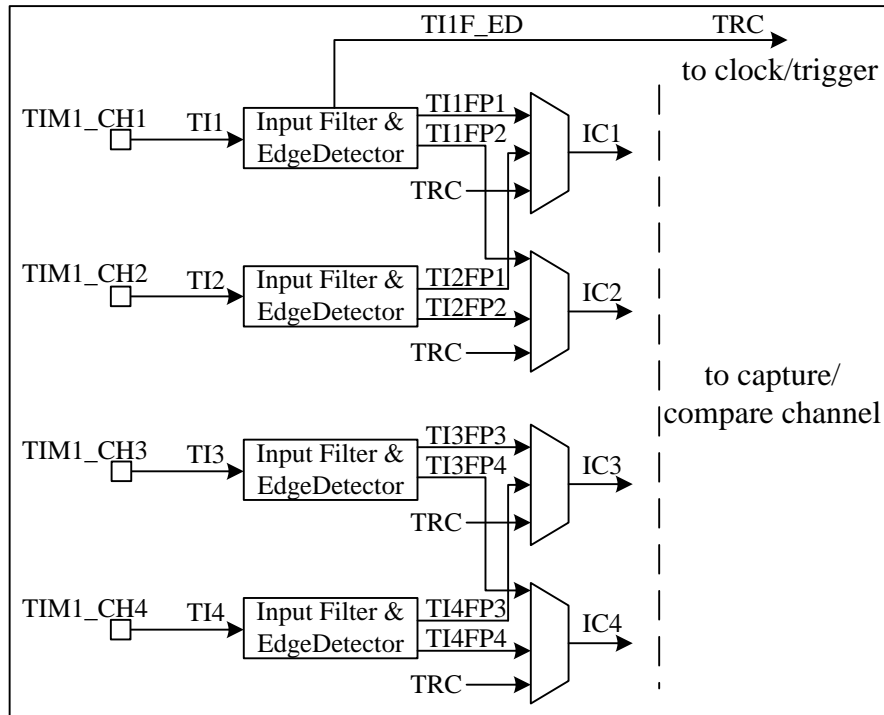 TI1F_ED TRC
to clock/trigger
TIM1_CH1 TI1 Input Filter & EdgeDetector TI1FP1 TI1FP2 TRC IC1
TIM1_CH2 TI2 Input Filter & EdgeDetector TI2FP1 TI2FP2 TRC IC2
to capture/
compare channel
TIM1_CH3 TI3 Input Filter & EdgeDetector TI3FP3 TI3FP4 TRC IC3
TIM1_CH4 TI4 Input Filter & EdgeDetector TI4FP3 TI4FP4 TRC IC4